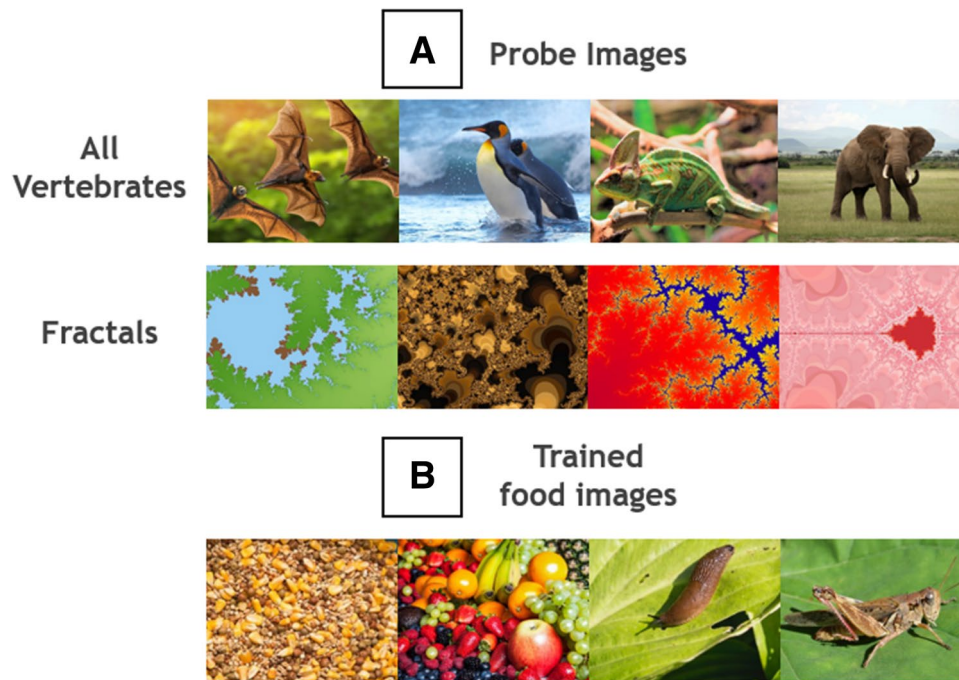 A
Probe Images
All
Vertebrates
Fractals
B
Trained
food images